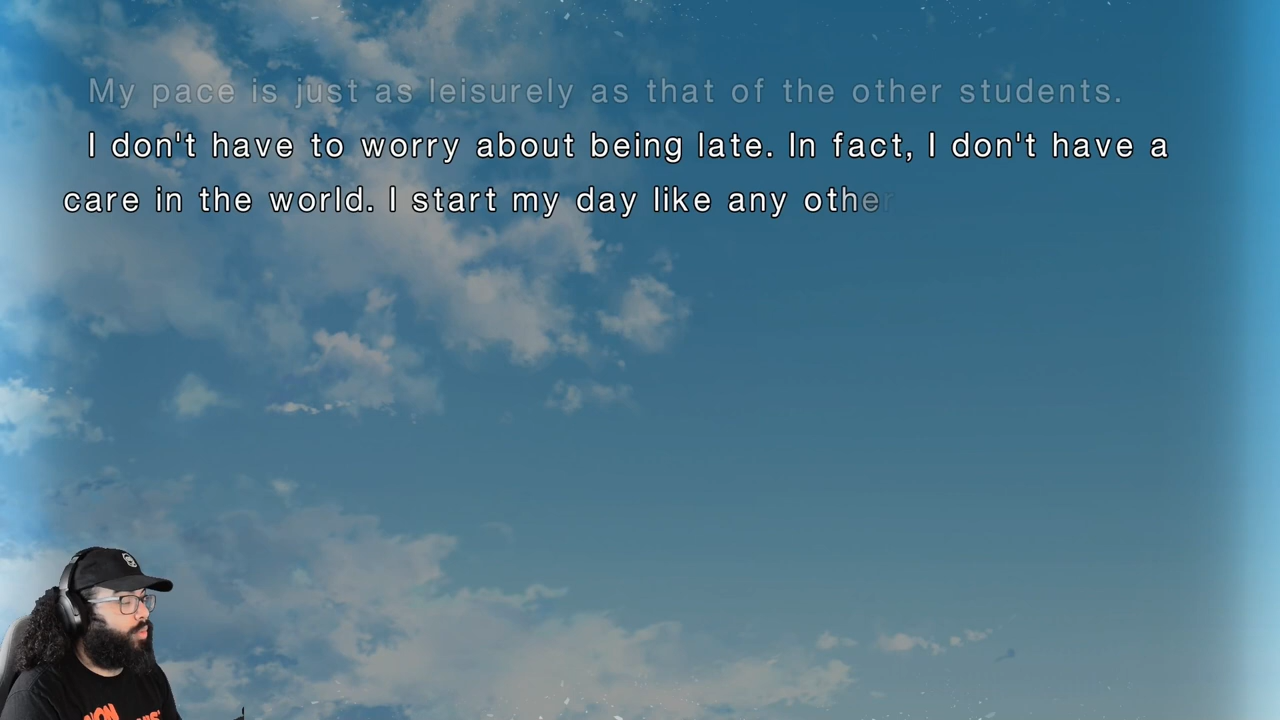 My pace is just as leisurely as that of the other students.
I don't have to worry about being late. In fact, I don't have a
care in the world. I start my day like any other